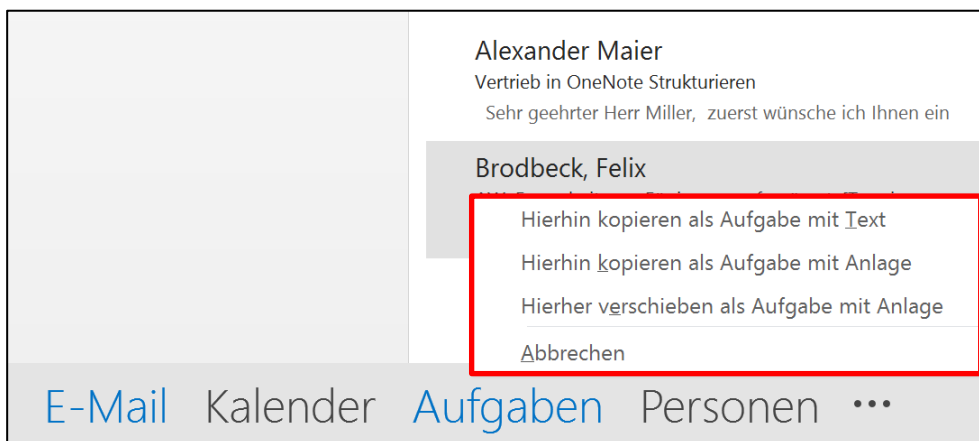 Alexander Maier
Vertrieb in OneNote Strukturieren
Sehr geehrter Herr Miller, zuerst wünsche ich Ihnen ein
Brodbeck, Felix
Hierhin kopieren als Aufgabe mit Text
Hierhin kopieren als Aufgabe mit Anlage
Hierher verschieben als Aufgabe mit Anlage
Abbrechen
E-Mail Kalender Aufgaben Personen •••